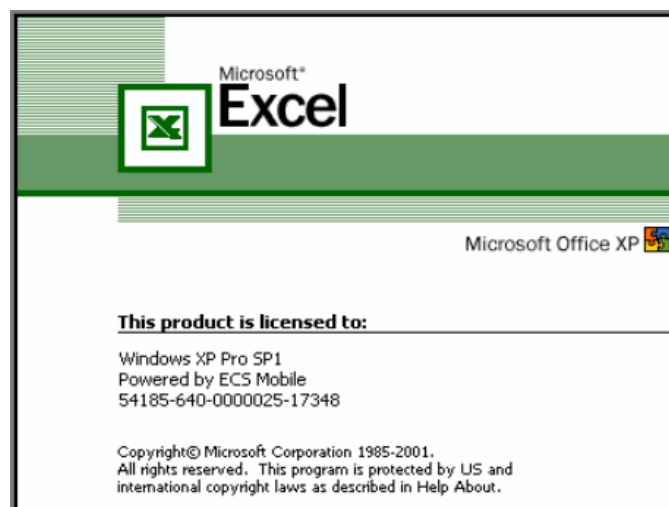 Microsoft®
Excel
Microsoft Office XP
This product is licensed to:
Windows XP Pro SP1
Powered by ECS Mobile
54185-640-0000025-17348
Copyright© Microsoft Corporation 1985-2001.
All rights reserved.  This program is protected by US and
international copyright laws as described in Help About.